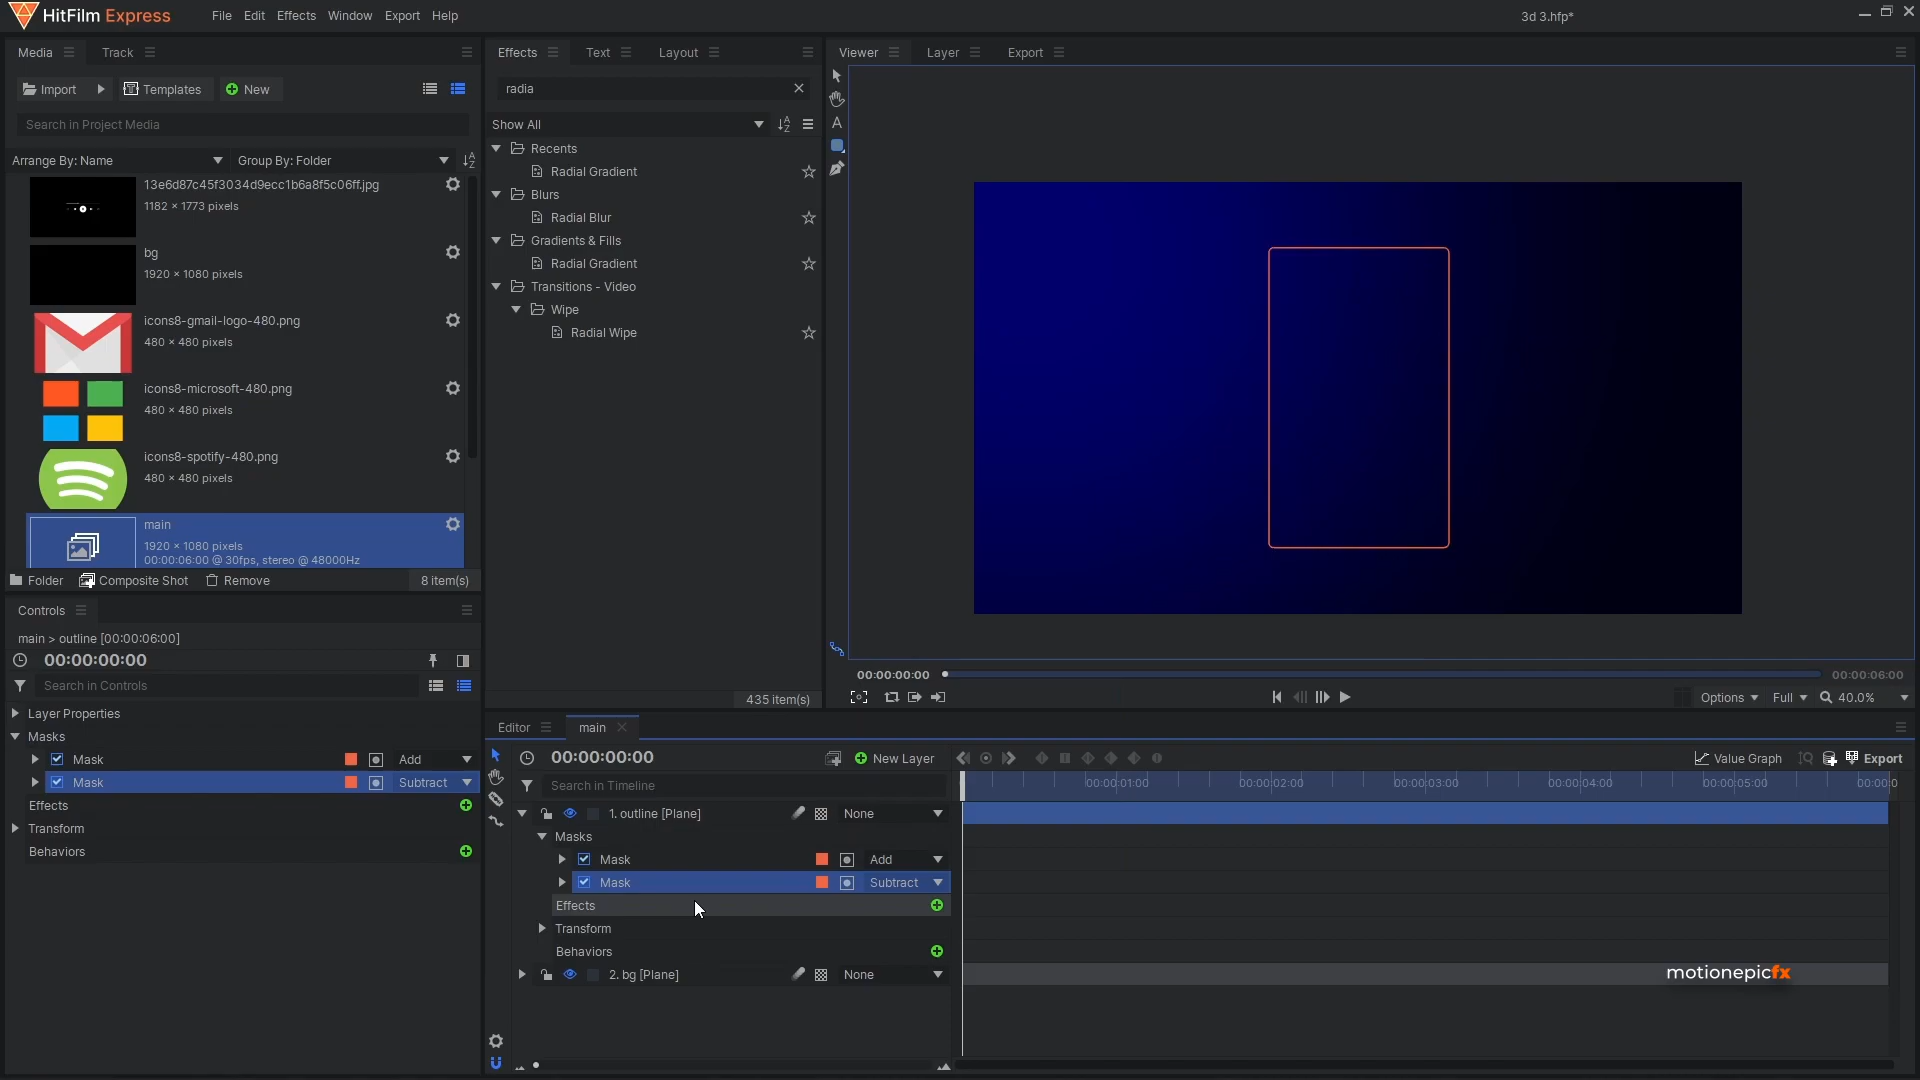 HitFilm Express
File Edit Effects Window Export Help
3d 3.hfp*
Media Track
Import Templates New
Search in Project Media
Arrange By: Name Group By: Folder
13e6d87c45f3034d9ecc1b6a8f5c06ff.jpg
1182 × 1773 pixels
bg
1920 × 1080 pixels
icons8-gmail-logo-480.png
480 × 480 pixels
icons8-microsoft-480.png
480 × 480 pixels
icons8-spotify-480.png
480 × 480 pixels
main
1920 × 1080 pixels
00:00:06:00 @ 30fps, stereo @ 48000Hz
Folder Composite Shot Remove 8 item(s)
Controls
main > outline [00:00:06:00]
00:00:00:00
Search in Controls
Layer Properties
Masks
Mask Add
Mask Subtract
Effects
Transform
Behaviors
Effects Text Layout
radia
Show All
Recents
Radial Gradient
Blurs
Radial Blur
Gradients & Fills
Radial Gradient
Transitions - Video
Wipe
Radial Wipe
435 item(s)
Viewer Layer Export
A
00:00:00:00 00:00:06:00
Options Full 40.0%
Editor main
00:00:00:00 New Layer Value Graph Export
Search in Timeline
00:00:01:00 00:00:02:00 00:00:03:00 00:00:04:00 00:00:05:00 00:00:0
1. outline [Plane] None
Masks
Mask Add
Mask Subtract
Effects
Transform
Behaviors
2. bg [Plane] None
motionepicfx